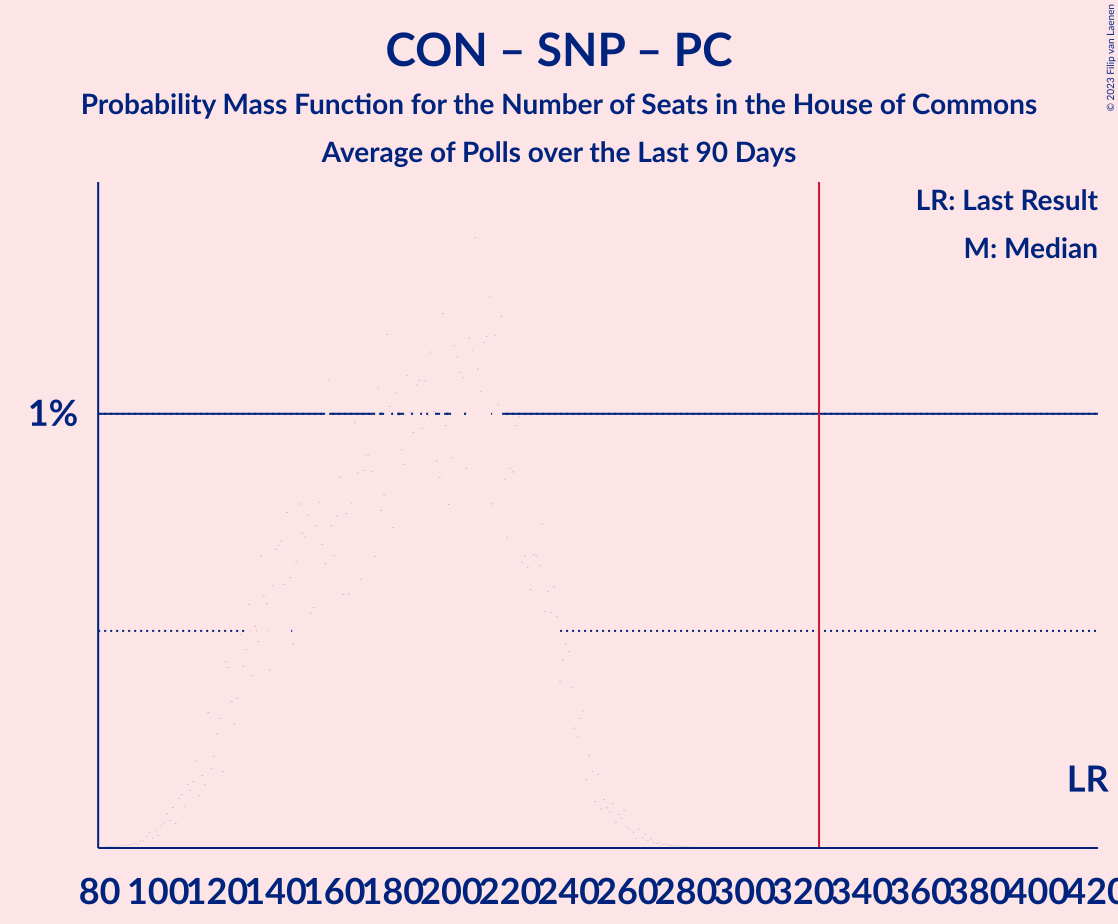 CON – SNP – PC
Probability Mass Function for the Number of Seats in the House of Commons
Average of Polls over the Last 90 Days
© 2023 Filip van Laenen
LR: Last Result
M: Median
1%
LR
80 100 120 140 160 180 200 220 240 260 280 300 320 340 360 380 400 420